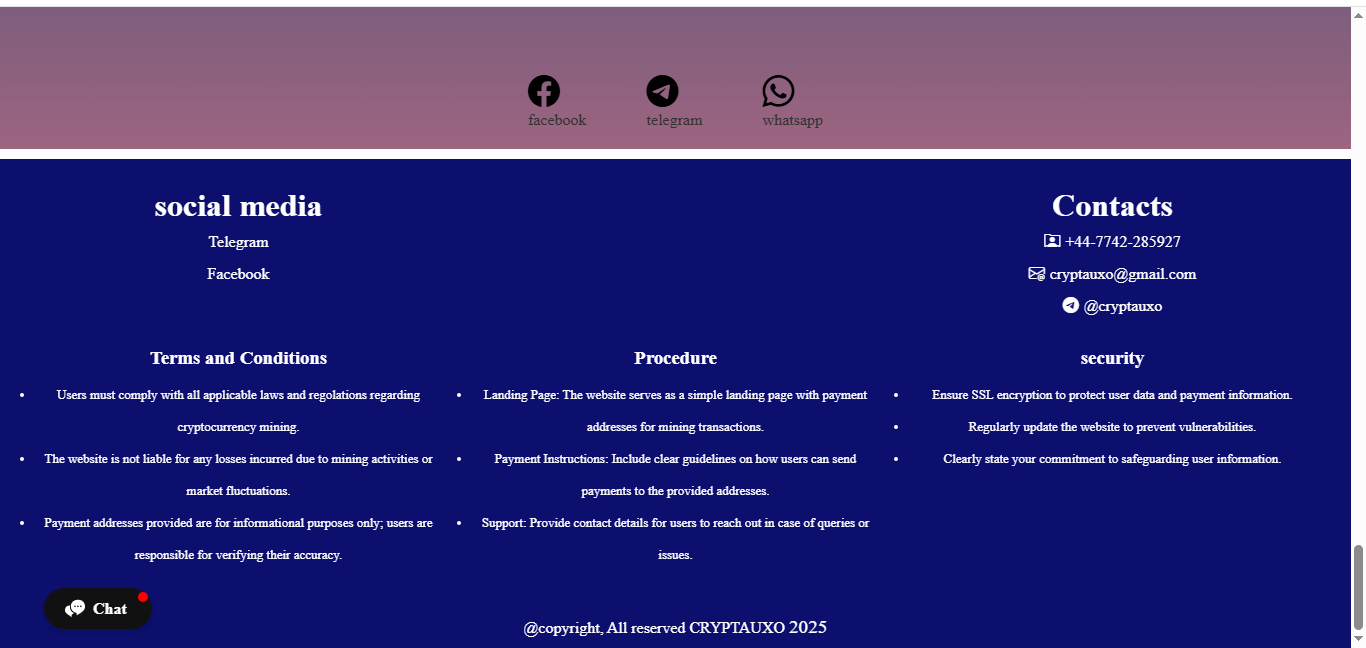 facebook telegram whatsapp
social media
Telegram
Facebook
Contacts
+44-7742-285927
cryptauxo@gmail.com
@cryptauxo
Terms and Conditions
• Users must comply with all applicable laws and regolations regarding
cryptocurrency mining.
• The website is not liable for any losses incurred due to mining activities or
market fluctuations.
• Payment addresses provided are for informational purposes only; users are
responsible for verifying their accuracy.
Procedure
• Landing Page: The website serves as a simple landing page with payment
addresses for mining transactions.
• Payment Instructions: Include clear guidelines on how users can send
payments to the provided addresses.
• Support: Provide contact details for users to reach out in case of queries or
issues.
security
• Ensure SSL encryption to protect user data and payment information.
• Regularly update the website to prevent vulnerabilities.
• Clearly state your commitment to safeguarding user information.
Chat
@copyright, All reserved CRYPTAUXO 2025